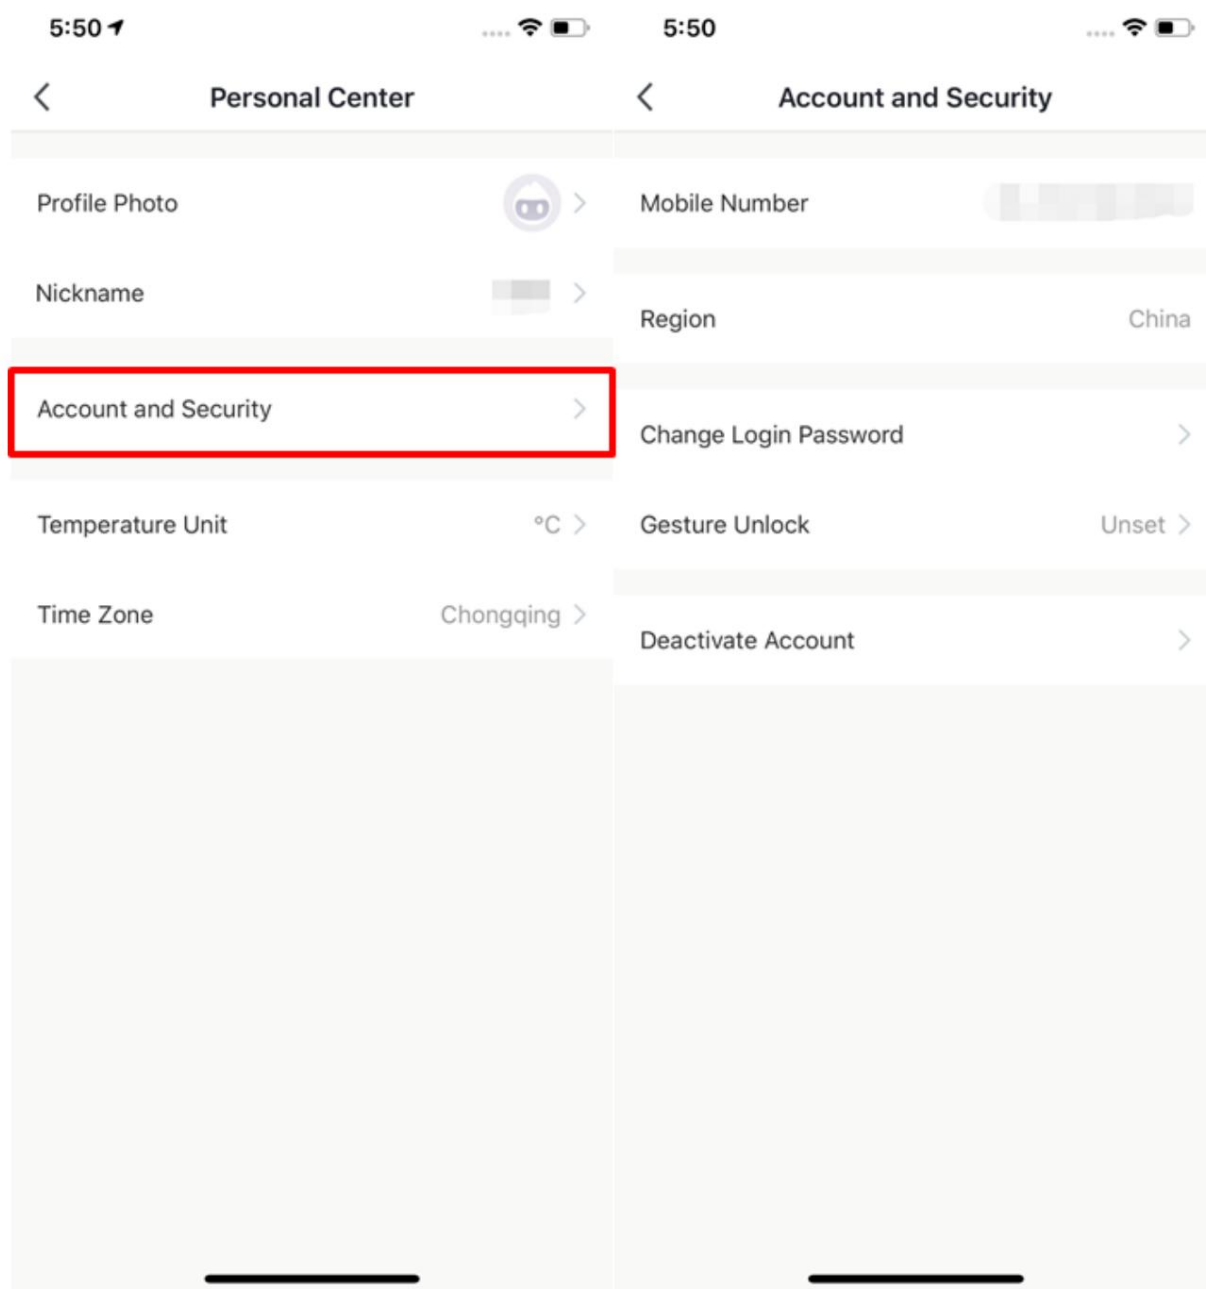 5:50
Personal Center
Profile Photo
Nickname
Account and Security
Temperature Unit °C
Time Zone Chongqing
5:50
Account and Security
Mobile Number
Region China
Change Login Password
Gesture Unlock Unset
Deactivate Account